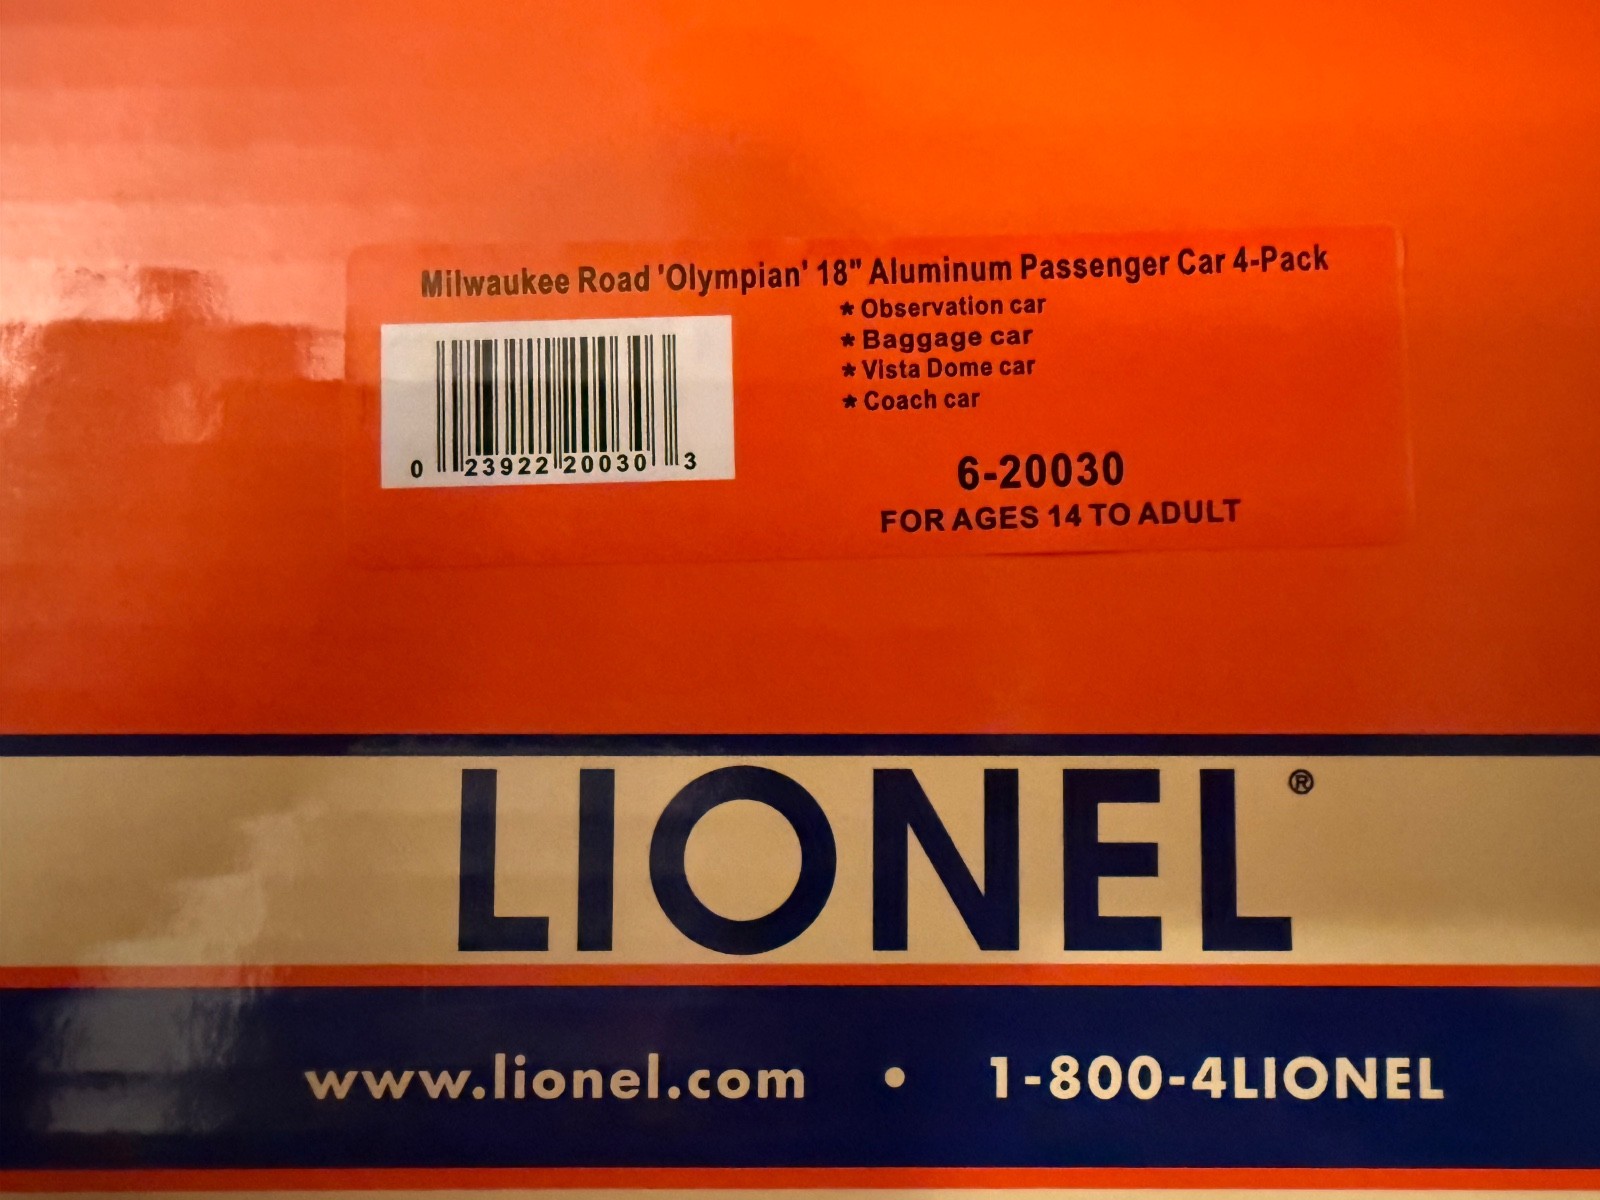 Milwaukee Road 'Olympian' 18" Aluminum Passenger Car 4-Pack
* Observation car
* Baggage car
* Vista Dome car
* Coach car
0 23922 20030 3
6-20030
FOR AGES 14 TO ADULT
LIONEL®
www.lionel.com • 1-800-4LIONEL